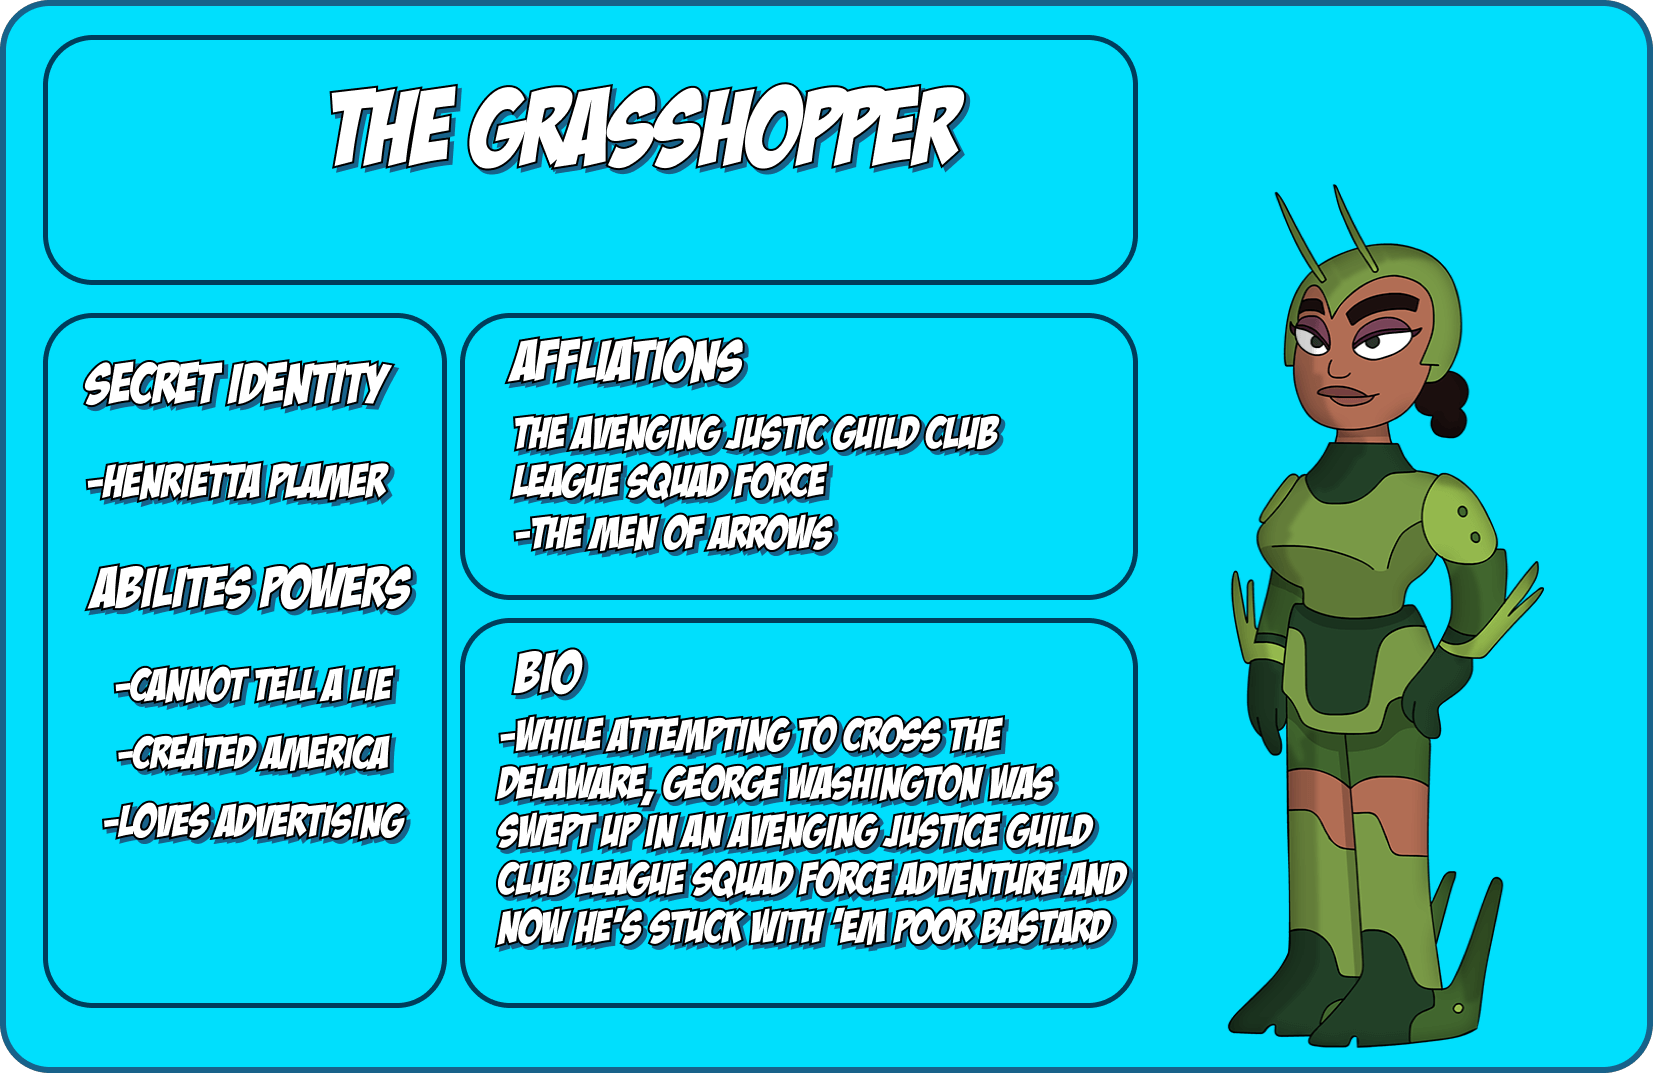 THE GRASSHOPPER
SECRET IDENTITY
-HENRIETTA PLAMER
ABILITES POWERS
-CANNOT TELL A LIE
-CREATED AMERICA
-LOVES ADVERTISING
AFFLIATIONS
THE AVENGING JUSTIC GUILD CLUB
LEAGUE SQUAD FORCE
-THE MEN OF ARROWS
BIO
-WHILE ATTEMPTING TO CROSS THE
DELAWARE, GEORGE WASHINGTON WAS
SWEPT UP IN AN AVENGING JUSTICE GUILD
CLUB LEAGUE SQUAD FORCE ADVENTURE AND
NOW HE'S STUCK WITH 'EM POOR BASTARD